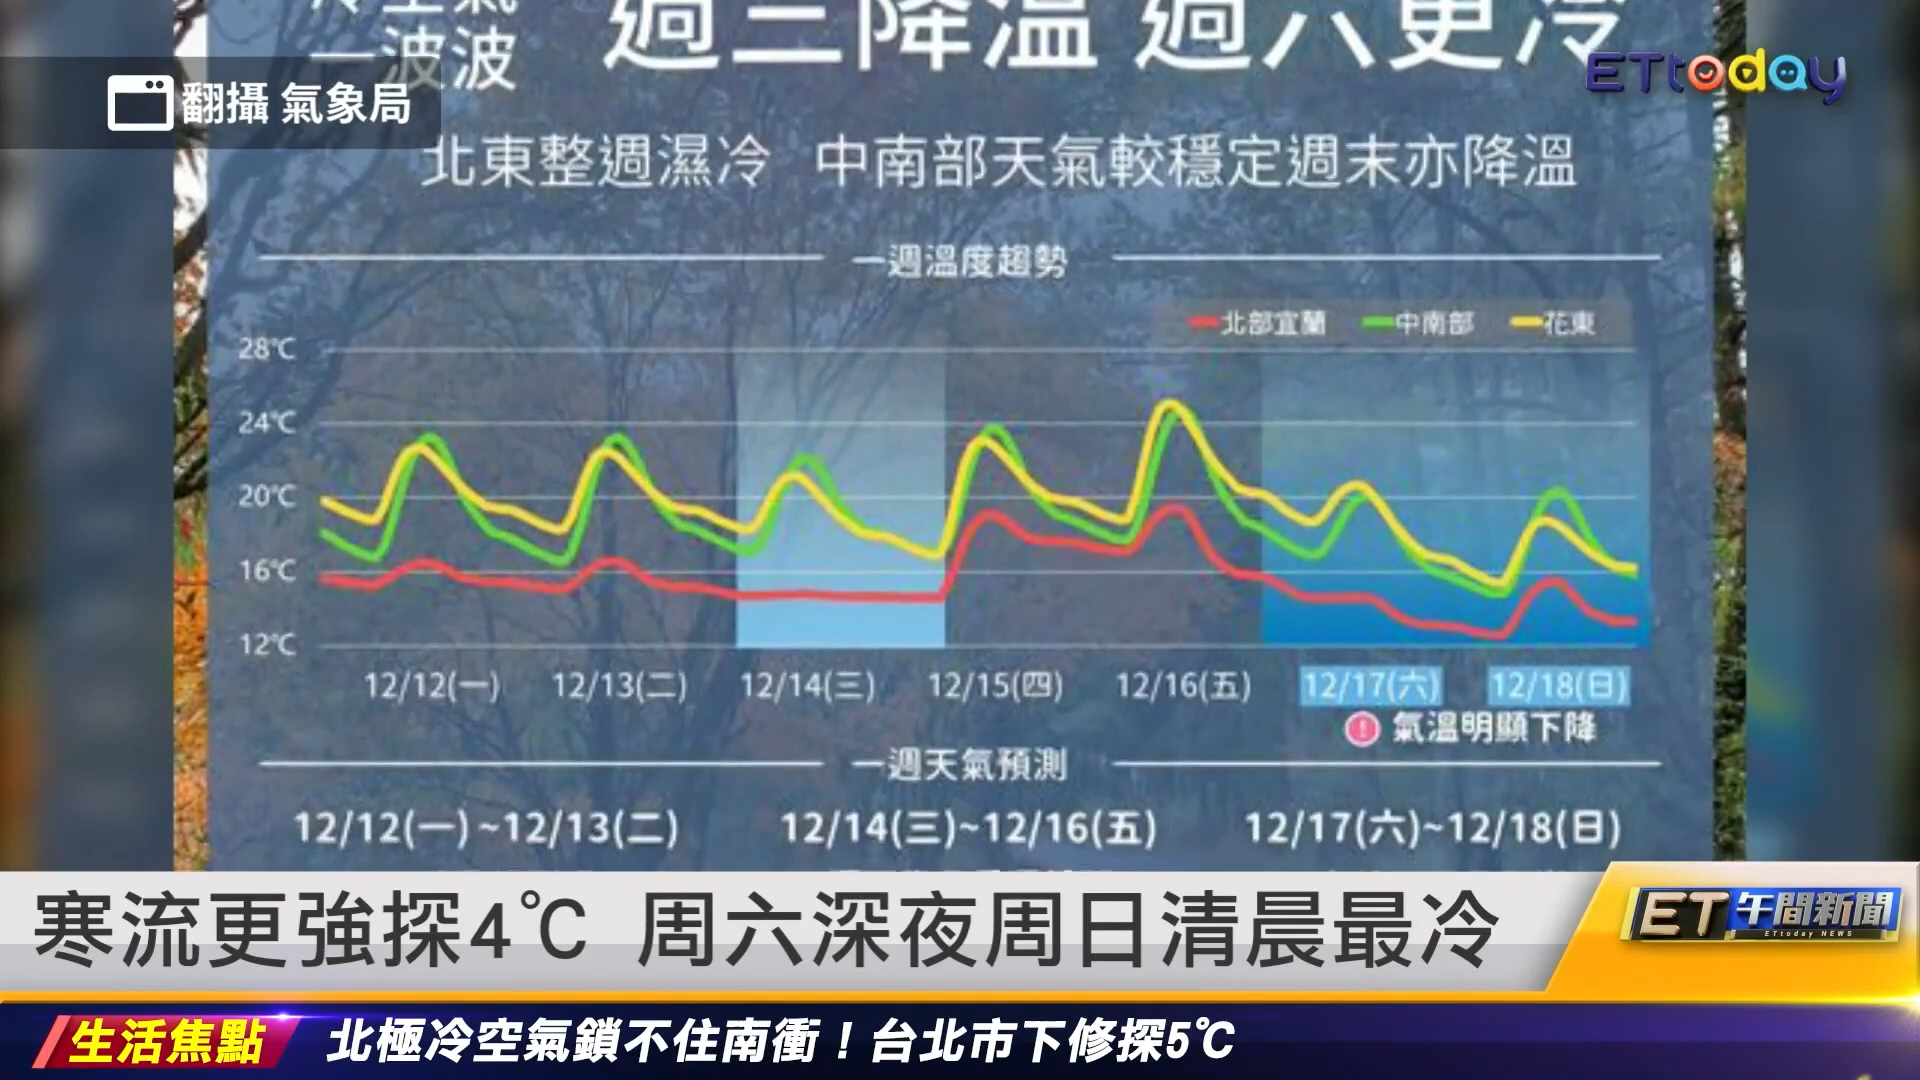 一波波
週三降溫 週六更冷
ETtoday
翻攝 氣象局
北東整週濕冷 中南部天氣較穩定週末亦降溫
一週溫度趨勢
北部宜蘭 中南部 花東
28℃
24℃
20℃
16℃
12℃
12/12(一) 12/13(二) 12/14(三) 12/15(四) 12/16(五) 12/17(六) 12/18(日)
! 氣溫明顯下降
一週天氣預測
12/12(一)~12/13(二) 12/14(三)~12/16(五) 12/17(六)~12/18(日)
寒流更強探4℃ 周六深夜周日清晨最冷
ET午間新聞
ETtoday NEWS
生活焦點 北極冷空氣鎖不住南衝！台北市下修探5℃